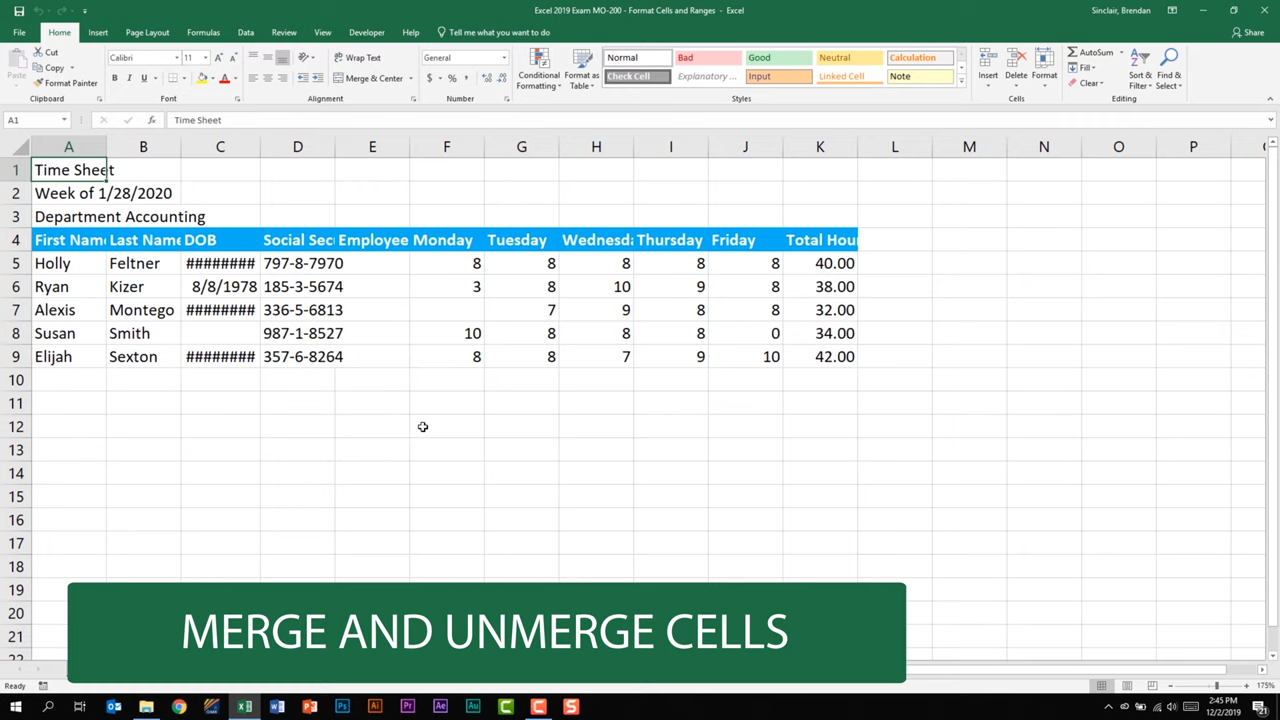 Excel 2019 Exam MO-200 - Format Cells and Ranges - Excel
Sinclair, Brendan
File Home Insert Page Layout Formulas Data Review View Developer Help Tell me what you want to do Share
Cut
Copy
Format Painter
Paste
Clipboard
Calibri 11
B I U
Font
Wrap Text
Merge & Center
Alignment
General
$ % ,
Number
Conditional Formatting
Format as Table
Normal Bad Good Neutral Calculation
Check Cell Explanatory ... Input Linked Cell Note
Styles
Insert Delete Format
Cells
AutoSum
Fill
Clear
Sort & Filter
Find & Select
Editing
A1 fx Time Sheet
A B C D E F G H I J K L M N O P
1 Time Sheet
2 Week of 1/28/2020
3 Department Accounting
4 First Name Last Name DOB Social Secu Employee Monday Tuesday Wednesda Thursday Friday Total Hou
5 Holly Feltner ######## 797-8-7970 8 8 8 8 8 40.00
6 Ryan Kizer 8/8/1978 185-3-5674 3 8 10 9 8 38.00
7 Alexis Montego ######## 336-5-6813 7 9 8 8 32.00
8 Susan Smith 987-1-8527 10 8 8 8 0 34.00
9 Elijah Sexton ######## 357-6-8264 8 8 7 9 10 42.00
10
11
12
13
14
15
16
17
18
19
20
21
MERGE AND UNMERGE CELLS
Ready
175%
2:45 PM
12/2/2019